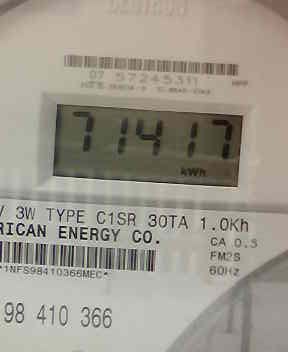 07 57245311
71417
kWh
V 3W TYPE C1SR 30TA 1.0Kh
RICAN ENERGY CO.
CA 0.5
FM2S
60HZ
*1NFS98410366MEC*
98 410 366